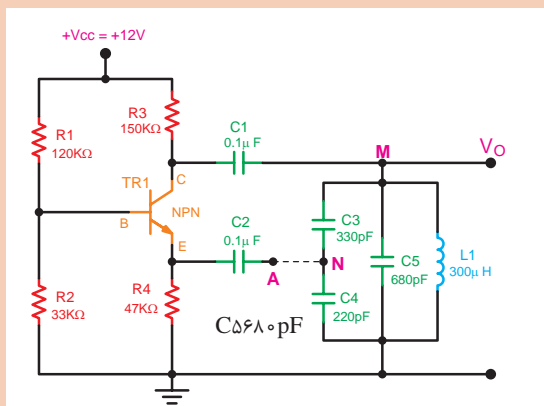 +Vcc = +12V
R3
150KΩ
R1
120KΩ
C1
0.1μ F
M
VO
TR1
C
B
NPN
E
C2
0.1μ F
C3
330pF
N
A
C5
680pF
L1
300μ H
R2
33KΩ
R4
47KΩ
C4
220pF
C۵۶۸۰pF